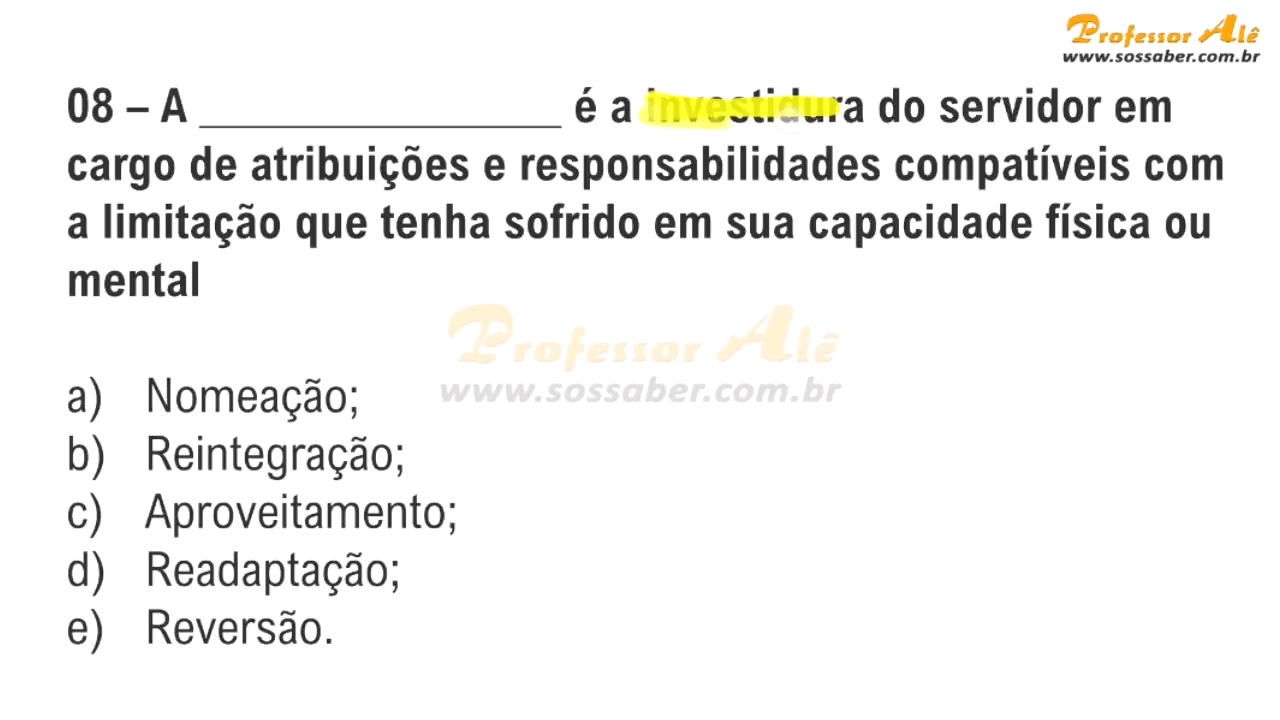 Professor Alê
www.sossaber.com.br
08 – A _________________ é a investidura do servidor em
cargo de atribuições e responsabilidades compatíveis com
a limitação que tenha sofrido em sua capacidade física ou
mental
Professor Alê
www.sossaber.com.br
a) Nomeação;
b) Reintegração;
c) Aproveitamento;
d) Readaptação;
e) Reversão.